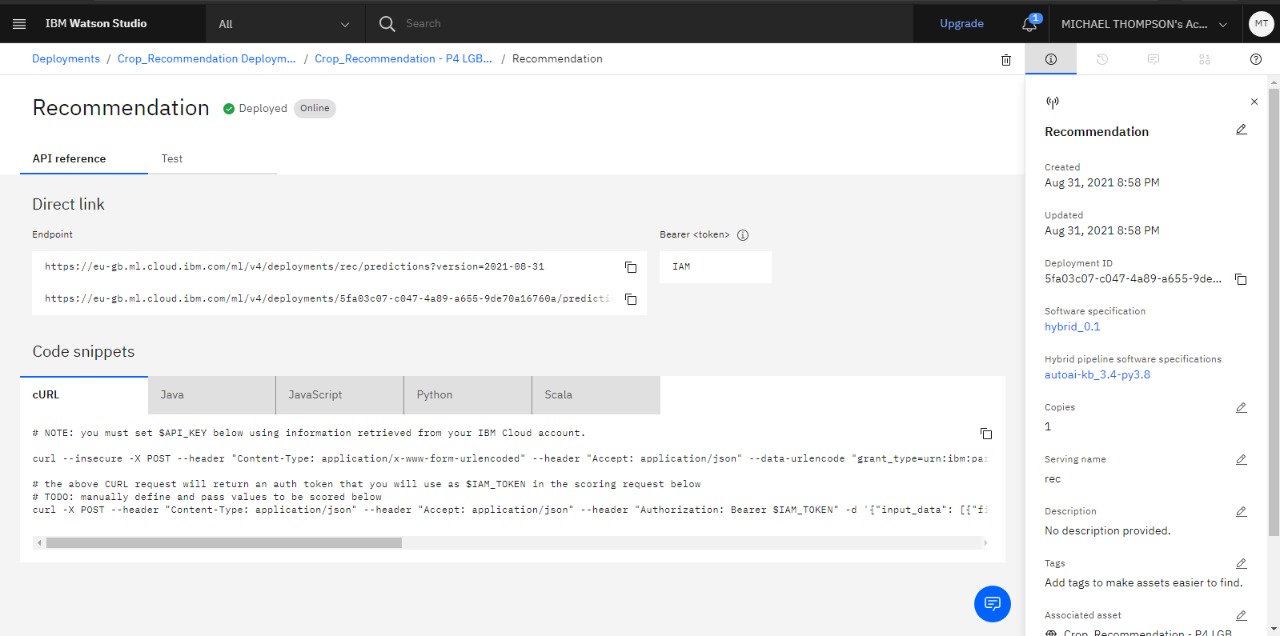 IBM Watson Studio
All
Search
Upgrade
1
MICHAEL THOMPSON's Ac...
MT
Deployments / Crop_Recommendation Deploym... / Crop_Recommendation - P4 LGB... / Recommendation
Recommendation
Deployed
Online
API reference
Test
Direct link
Endpoint
Bearer <token>
https://eu-gb.ml.cloud.ibm.com/ml/v4/deployments/rec/predictions?version=2021-08-31
IAM
https://eu-gb.ml.cloud.ibm.com/ml/v4/deployments/5fa03c07-c047-4a89-a655-9de70a16760a/predicti
Code snippets
cURL
Java
JavaScript
Python
Scala
# NOTE: you must set $API_KEY below using information retrieved from your IBM Cloud account.
curl --insecure -X POST --header "Content-Type: application/x-www-form-urlencoded" --header "Accept: application/json" --data-urlencode "grant_type=urn:ibm:pa
# the above CURL request will return an auth token that you will use as $IAM_TOKEN in the scoring request below
# TODO: manually define and pass values to be scored below
curl -X POST --header "Content-Type: application/json" --header "Accept: application/json" --header "Authorization: Bearer $IAM_TOKEN" -d '{"input_data": [{"fi
Recommendation
Created
Aug 31, 2021 8:58 PM
Updated
Aug 31, 2021 8:58 PM
Deployment ID
5fa03c07-c047-4a89-a655-9de...
Software specification
hybrid_0.1
Hybrid pipeline software specifications
autoai-kb_3.4-py3.8
Copies
1
Serving name
rec
Description
No description provided.
Tags
Add tags to make assets easier to find.
Associated asset
Crop_Recommendation - P4 LGB